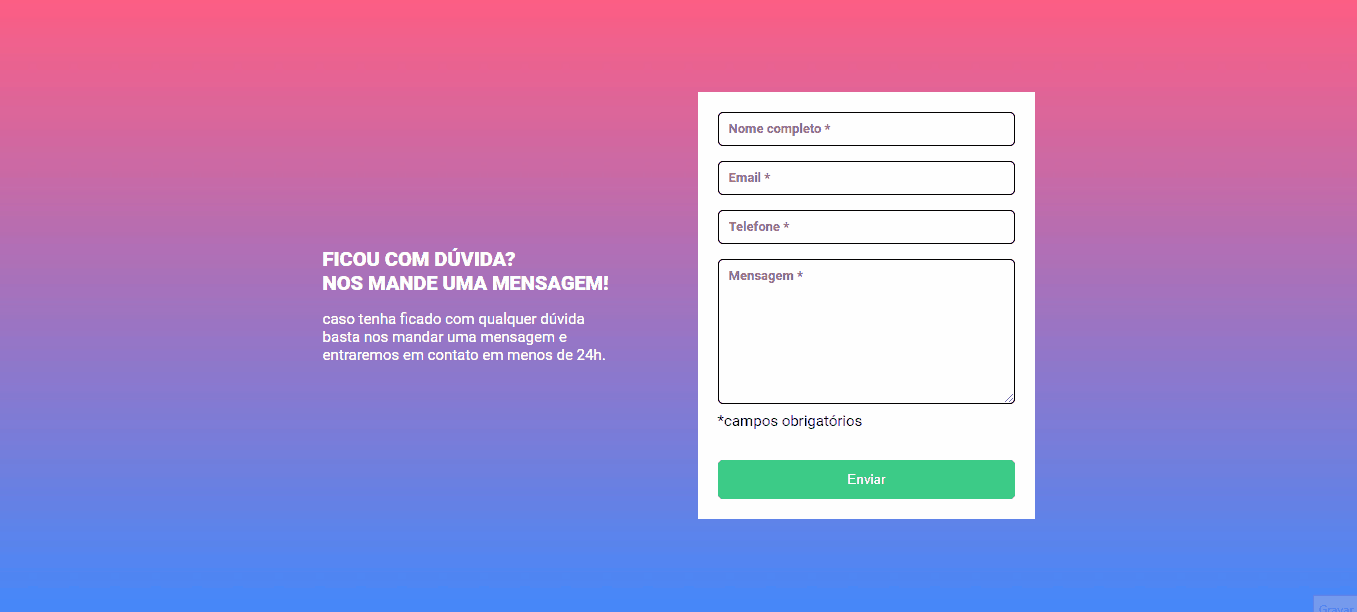 FICOU COM DÚVIDA?
NOS MANDE UMA MENSAGEM!
caso tenha ficado com qualquer dúvida
basta nos mandar uma mensagem e
entraremos em contato em menos de 24h.
Nome completo *
Email *
Telefone *
Mensagem *
*campos obrigatórios
Enviar
Gravar